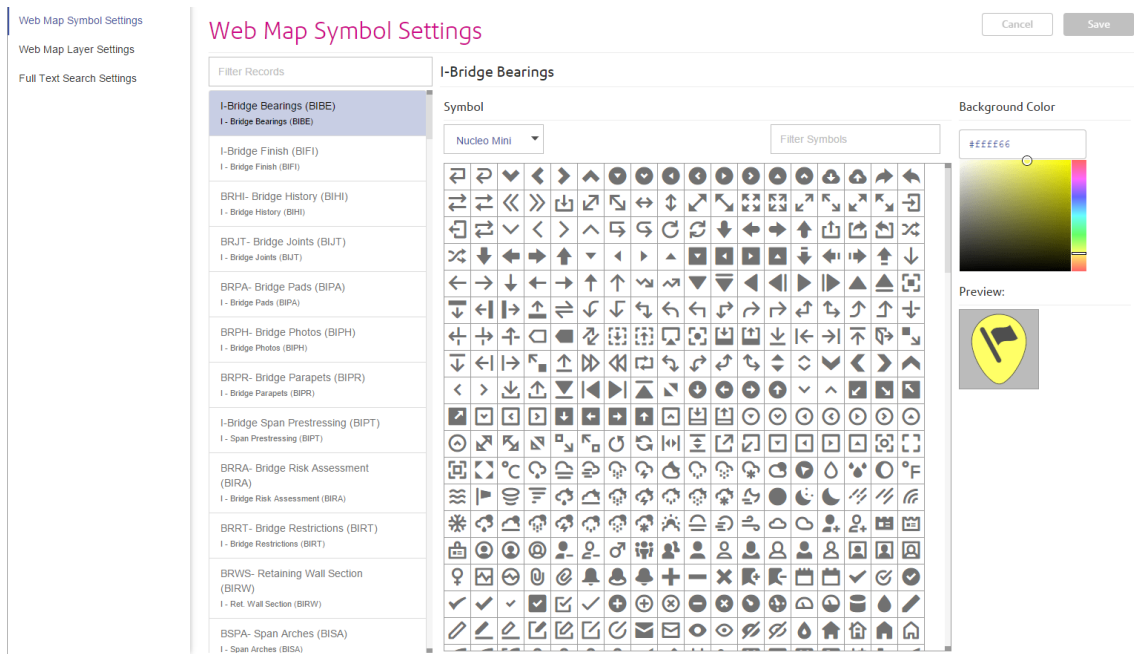 Web Map Symbol Settings
Web Map Layer Settings
Full Text Search Settings
Web Map Symbol Settings
Cancel
Save
Filter Records
I-Bridge Bearings (BIBE)
I - Bridge Bearings (BIBE)
I-Bridge Finish (BIFI)
I - Bridge Finish (BIFI)
BRHI- Bridge History (BIHI)
I - Bridge History (BIHI)
BRJT- Bridge Joints (BIJT)
I - Bridge Joints (BIJT)
BRPA- Bridge Pads (BIPA)
I - Bridge Pads (BIPA)
BRPH- Bridge Photos (BIPH)
I - Bridge Photos (BIPH)
BRPR- Bridge Parapets (BIPR)
I - Bridge Parapets (BIPR)
I-Bridge Span Prestressing (BIPT)
I - Span Prestressing (BIPT)
BRRA- Bridge Risk Assessment
(BIRA)
I - Bridge Risk Assessment (BIRA)
BRRT- Bridge Restrictions (BIRT)
I - Bridge Restrictions (BIRT)
BRWS- Retaining Wall Section
(BIRW)
I - Ret. Wall Section (BIRW)
BSPA- Span Arches (BISA)
I - Span Arches (BISA)
I-Bridge Bearings
Symbol
Nucleo Mini
Filter Symbols
°C
°F
Background Color
#ffff66
Preview: